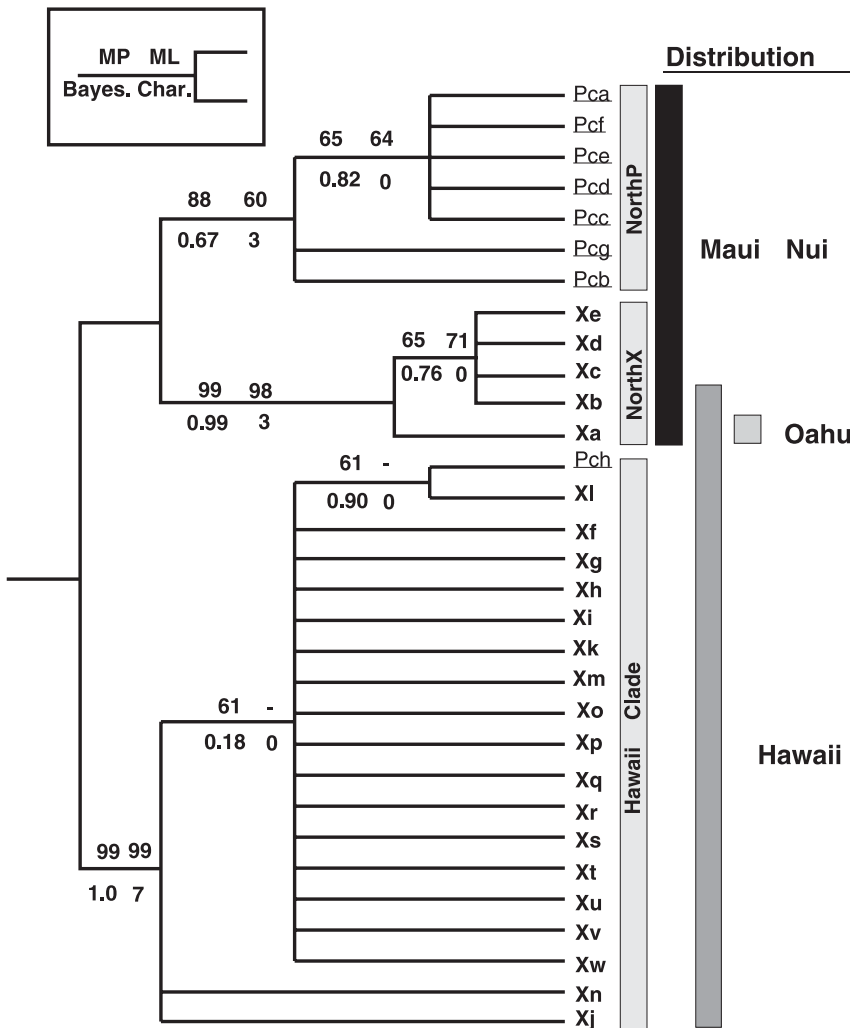 MP ML
Bayes. Char.
Distribution
Pca
Pcf
65 64
Pce
0.82 0
Pcd
88 60
Pcc
0.67 3
Pcg
Pcb
NorthP
Maui Nui
Xe
65 71
Xd
0.76 0
Xc
99 98
Xb
0.99 3
Xa
NorthX
Oahu
61 -
Pch
0.90 0
Xl
Xf
Xg
Xh
Xi
Xk
Xm
61 -
Xo
0.18 0
Xp
Xq
Xr
Xs
99 99
Xt
1.0 7
Xu
Xv
Xw
Xn
Xj
Hawaii Clade
Hawaii